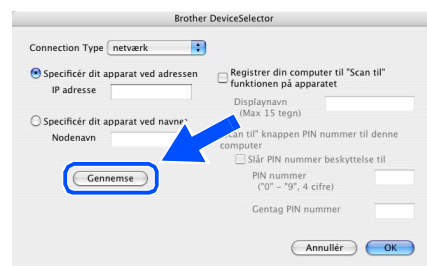 Brother DeviceSelector
Connection Type netværk
Specificér dit apparat ved adressen
IP adresse
Specificér dit apparat ved navnet
Nodenavn
Gennemse
Registrer din computer til "Scan til"
funktionen på apparatet
Displaynavn
(Max 15 tegn)
can til" knappen PIN nummer til denne
computer
Slår PIN nummer beskyttelse til
PIN nummer
("0" – "9", 4 cifre)
Gentag PIN nummer
Annullér
OK